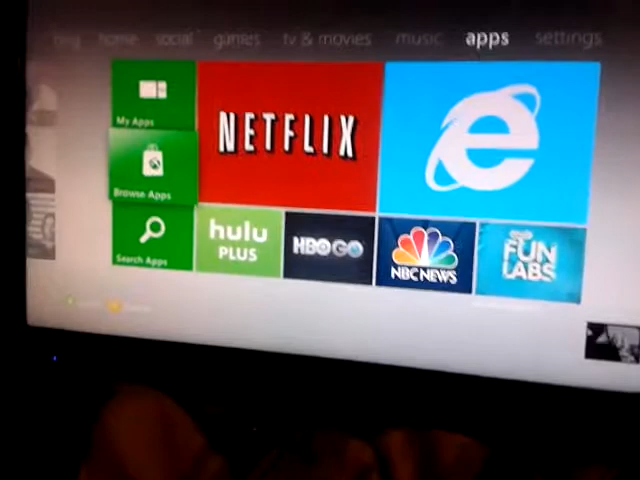 bing home social games tv & movies music apps settings
My Apps
NETFLIX
Browse Apps
Search Apps
hulu
PLUS
HBO GO
NBC NEWS
FUN
LABS